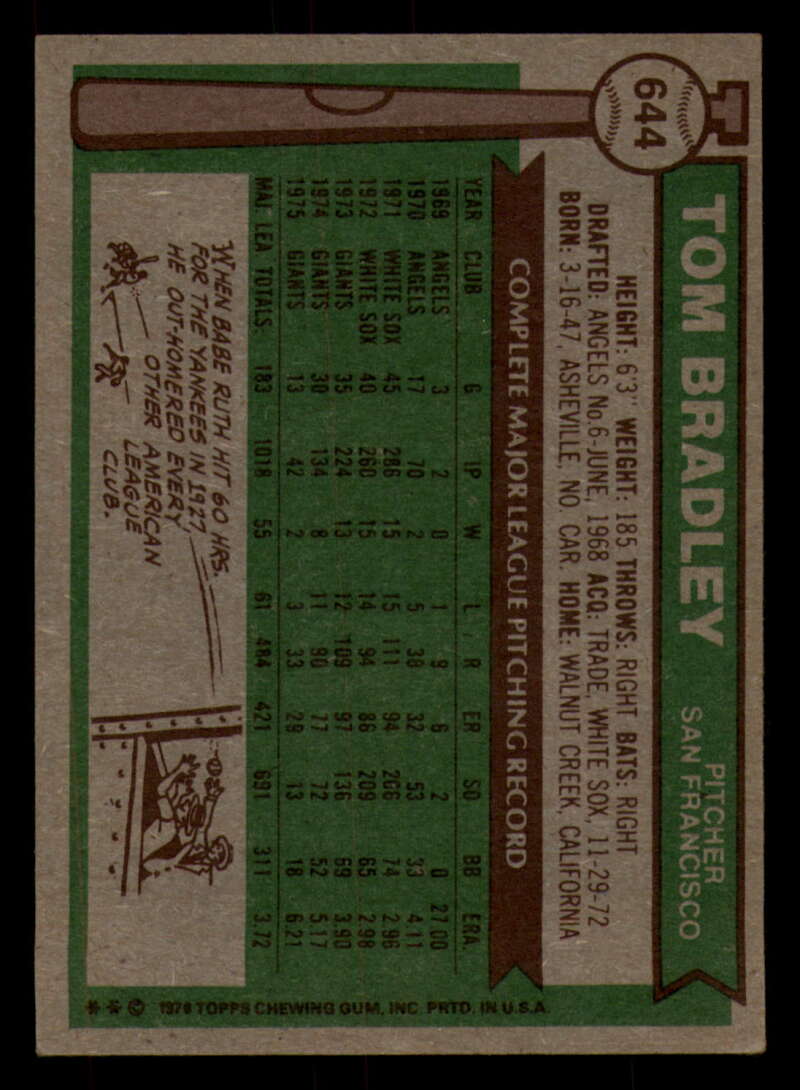 644
TOM BRADLEY
PITCHER
SAN FRANCISCO
HEIGHT: 6'3" WEIGHT: 185 THROWS: RIGHT BATS: RIGHT
DRAFTED: ANGELS No.6-JUNE, 1968 ACQ: TRADE, WHITE SOX, 11-29-72
BORN: 3-16-47, ASHEVILLE, NO. CAR. HOME: WALNUT CREEK, CALIFORNIA
COMPLETE MAJOR LEAGUE PITCHING RECORD
YEAR CLUB G IP W L R ER SO BB ERA.
1969 ANGELS 3 2 0 1 9 6 2 0 27.00
1970 ANGELS 17 70 2 5 38 32 53 33 4.11
1971 WHITE SOX 45 286 15 15 111 94 206 74 2.96
1972 WHITE SOX 40 260 15 14 94 86 209 65 2.98
1973 GIANTS 35 224 13 12 109 97 136 69 3.90
1974 GIANTS 30 134 8 11 90 77 72 52 5.17
1975 GIANTS 13 42 2 3 33 29 13 18 6.21
MAJ. LEA TOTALS. 183 1018 55 61 484 421 691 311 3.72
WHEN BABE RUTH HIT 60 HRS.
FOR THE YANKEES IN 1927
HE OUT-HOMERED EVERY
OTHER AMERICAN
LEAGUE
CLUB.
* * © 1976 TOPPS CHEWING GUM, INC. PRTD. IN U.S.A.